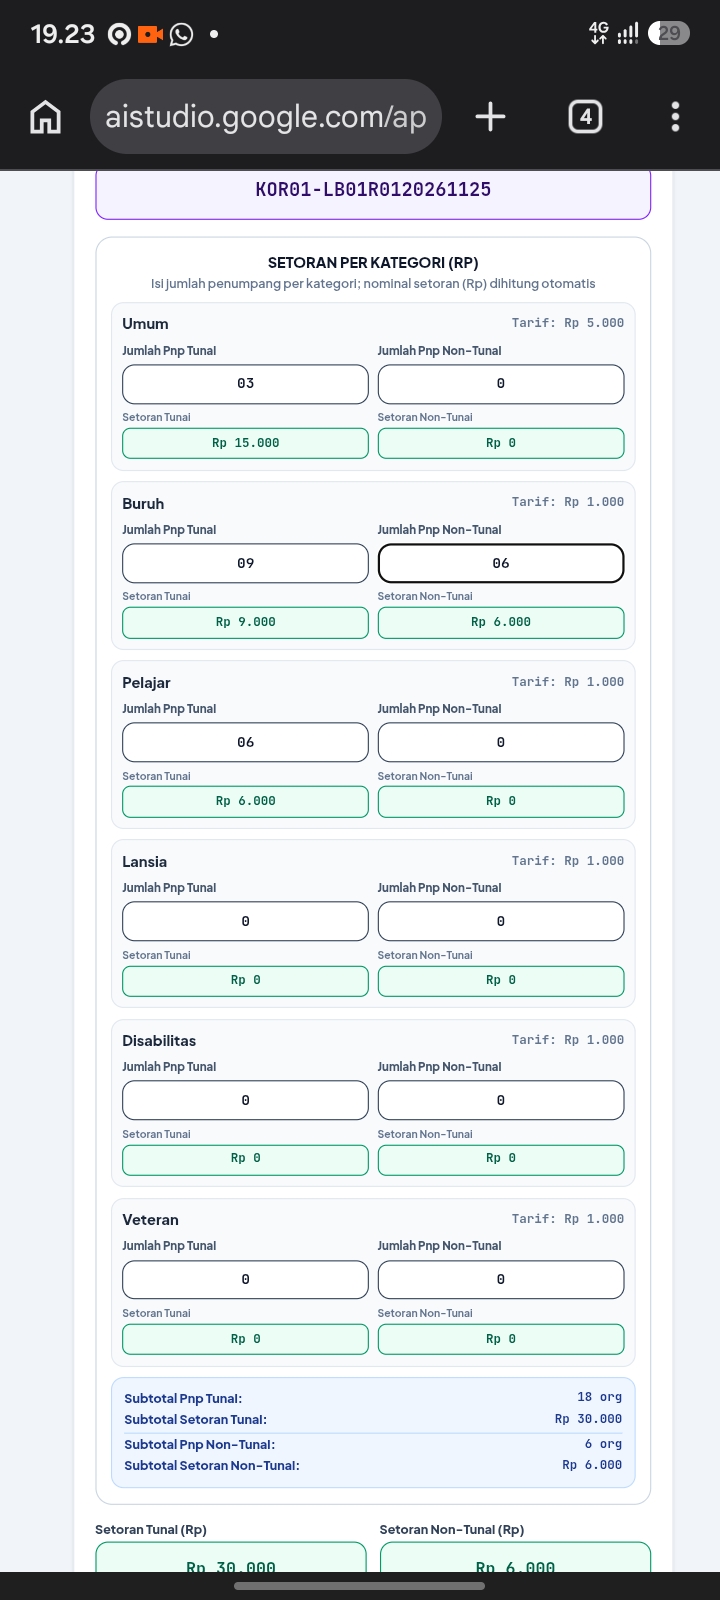 19.23
4G
29
aistudio.google.com/ap
4
KOR01-LB01R0120261125
SETORAN PER KATEGORI (RP)
Isi jumlah penumpang per kategori; nominal setoran (Rp) dihitung otomatis
Umum Tarif: Rp 5.000
Jumlah Pnp Tunai Jumlah Pnp Non-Tunai
03 0
Setoran Tunai Setoran Non-Tunai
Rp 15.000 Rp 0
Buruh Tarif: Rp 1.000
Jumlah Pnp Tunai Jumlah Pnp Non-Tunai
09 06
Setoran Tunai Setoran Non-Tunai
Rp 9.000 Rp 6.000
Pelajar Tarif: Rp 1.000
Jumlah Pnp Tunai Jumlah Pnp Non-Tunai
06 0
Setoran Tunai Setoran Non-Tunai
Rp 6.000 Rp 0
Lansia Tarif: Rp 1.000
Jumlah Pnp Tunai Jumlah Pnp Non-Tunai
0 0
Setoran Tunai Setoran Non-Tunai
Rp 0 Rp 0
Disabilitas Tarif: Rp 1.000
Jumlah Pnp Tunai Jumlah Pnp Non-Tunai
0 0
Setoran Tunai Setoran Non-Tunai
Rp 0 Rp 0
Veteran Tarif: Rp 1.000
Jumlah Pnp Tunai Jumlah Pnp Non-Tunai
0 0
Setoran Tunai Setoran Non-Tunai
Rp 0 Rp 0
Subtotal Pnp Tunai: 18 org
Subtotal Setoran Tunai: Rp 30.000
Subtotal Pnp Non-Tunai: 6 org
Subtotal Setoran Non-Tunai: Rp 6.000
Setoran Tunai (Rp) Setoran Non-Tunai (Rp)
Rp 30.000 Rp 6.000